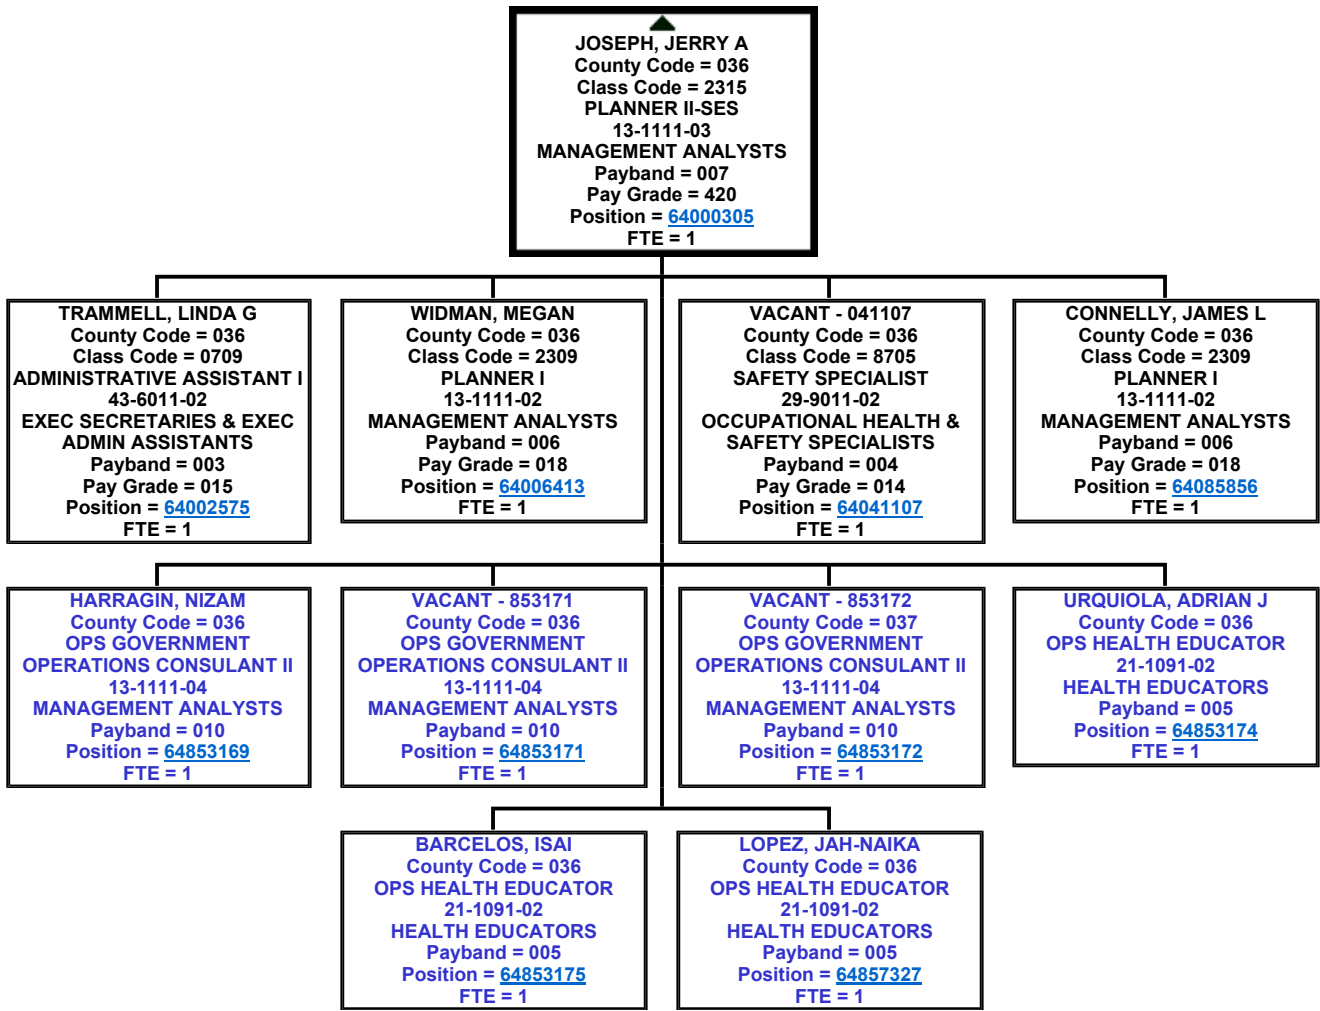 JOSEPH, JERRY A
County Code = 036
Class Code = 2315
PLANNER II-SES
13-1111-03
MANAGEMENT ANALYSTS
Payband = 007
Pay Grade = 420
Position = 64000305
FTE = 1
TRAMMELL, LINDA G
County Code = 036
Class Code = 0709
ADMINISTRATIVE ASSISTANT I
43-6011-02
EXEC SECRETARIES & EXEC
ADMIN ASSISTANTS
Payband = 003
Pay Grade = 015
Position = 64002575
FTE = 1
WIDMAN, MEGAN
County Code = 036
Class Code = 2309
PLANNER I
13-1111-02
MANAGEMENT ANALYSTS
Payband = 006
Pay Grade = 018
Position = 64006413
FTE = 1
VACANT - 041107
County Code = 036
Class Code = 8705
SAFETY SPECIALIST
29-9011-02
OCCUPATIONAL HEALTH &
SAFETY SPECIALISTS
Payband = 004
Pay Grade = 014
Position = 64041107
FTE = 1
CONNELLY, JAMES L
County Code = 036
Class Code = 2309
PLANNER I
13-1111-02
MANAGEMENT ANALYSTS
Payband = 006
Pay Grade = 018
Position = 64085856
FTE = 1
HARRAGIN, NIZAM
County Code = 036
OPS GOVERNMENT
OPERATIONS CONSULANT II
13-1111-04
MANAGEMENT ANALYSTS
Payband = 010
Position = 64853169
FTE = 1
VACANT - 853171
County Code = 036
OPS GOVERNMENT
OPERATIONS CONSULANT II
13-1111-04
MANAGEMENT ANALYSTS
Payband = 010
Position = 64853171
FTE = 1
VACANT - 853172
County Code = 037
OPS GOVERNMENT
OPERATIONS CONSULANT II
13-1111-04
MANAGEMENT ANALYSTS
Payband = 010
Position = 64853172
FTE = 1
URQUIOLA, ADRIAN J
County Code = 036
OPS HEALTH EDUCATOR
21-1091-02
HEALTH EDUCATORS
Payband = 005
Position = 64853174
FTE = 1
BARCELOS, ISAI
County Code = 036
OPS HEALTH EDUCATOR
21-1091-02
HEALTH EDUCATORS
Payband = 005
Position = 64853175
FTE = 1
LOPEZ, JAH-NAIKA
County Code = 036
OPS HEALTH EDUCATOR
21-1091-02
HEALTH EDUCATORS
Payband = 005
Position = 64857327
FTE = 1